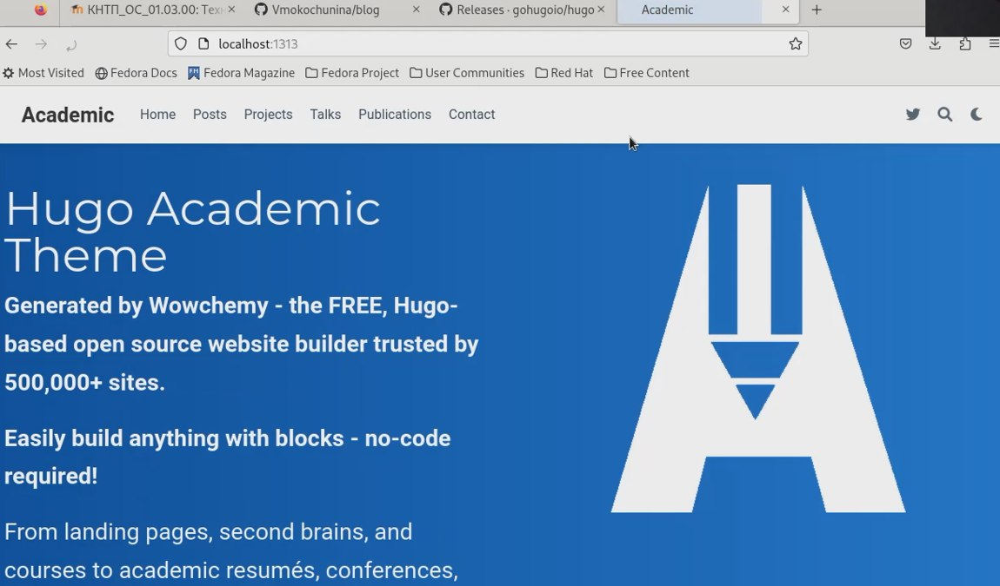 КНТП_ОС_01.03.00: Тех
Vmokochunina/blog
Releases · gohugoio/hugo
Academic
localhost:1313
Most Visited
Fedora Docs
Fedora Magazine
Fedora Project
User Communities
Red Hat
Free Content
Academic
Home
Posts
Projects
Talks
Publications
Contact
Hugo Academic
Theme
Generated by Wowchemy - the FREE, Hugo-
based open source website builder trusted by
500,000+ sites.
Easily build anything with blocks - no-code
required!
From landing pages, second brains, and
courses to academic resumés, conferences,